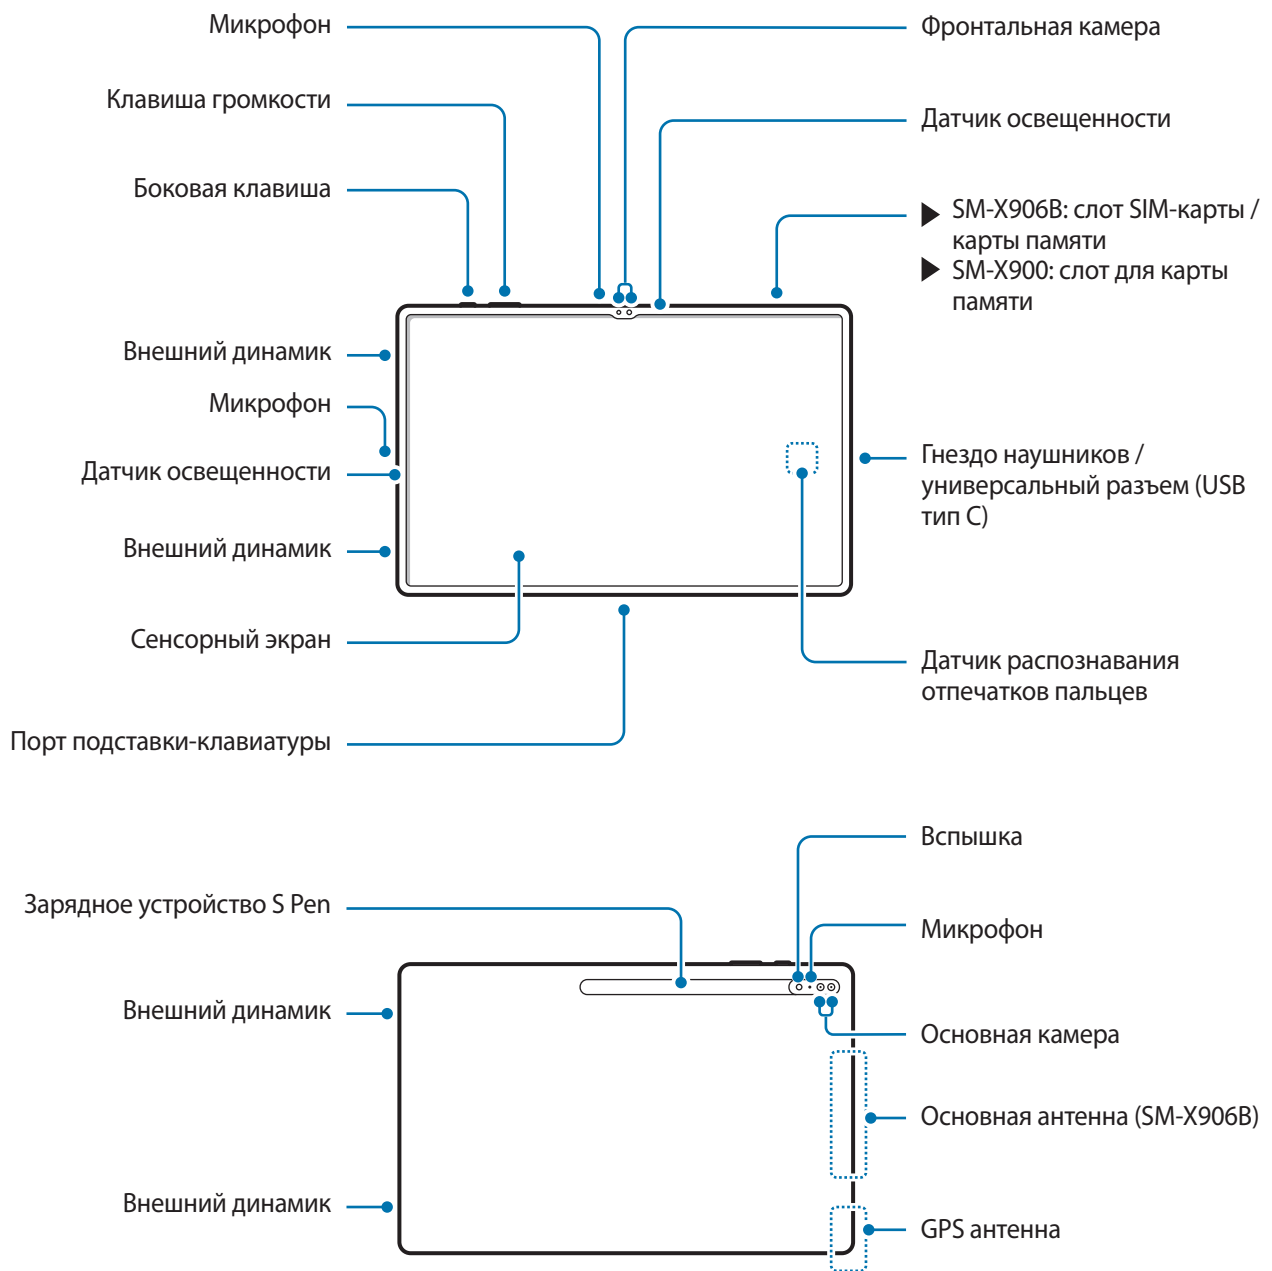 Микрофон
Клавиша громкости
Боковая клавиша
Внешний динамик
Микрофон
Датчик освещенности
Внешний динамик
Сенсорный экран
Порт подставки-клавиатуры
Фронтальная камера
Датчик освещенности
SM-X906B: слот SIM-карты /
карты памяти
SM-X900: слот для карты
памяти
Гнездо наушников /
универсальный разъем (USB
тип C)
Датчик распознавания
отпечатков пальцев
Зарядное устройство S Pen
Внешний динамик
Внешний динамик
Вспышка
Микрофон
Основная камера
Основная антенна (SM-X906B)
GPS антенна